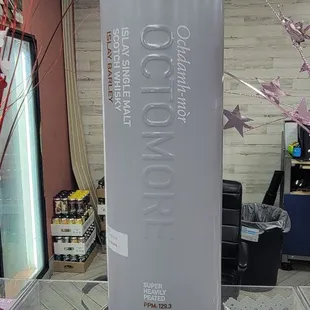 Ochdamh-mòr
OCTOMORE
ISLAY SINGLE MALT
SCOTCH WHISKY
ISLAY BARLEY
SUPER
HEAVILY
PEATED
PPM: 129.3